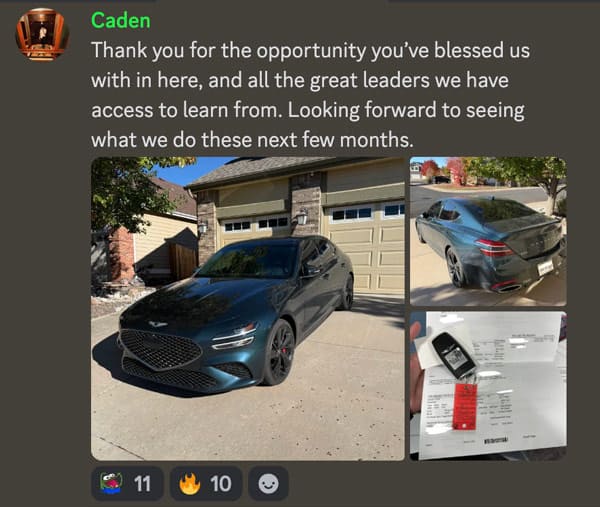 Caden
Thank you for the opportunity you’ve blessed us
with in here, and all the great leaders we have
access to learn from. Looking forward to seeing
what we do these next few months.
11
10